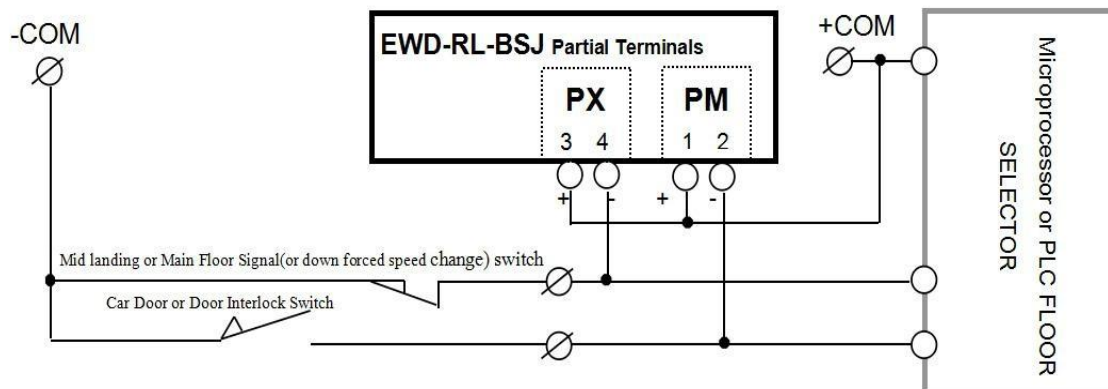 -COM
EWD-RL-BSJ Partial Terminals
+COM
PX
PM
3 4
1 2
+ -
+ -
Mid landing or Main Floor Signal(or down forced speed change) switch
Car Door or Door Interlock Switch
Microprocessor or PLC FLOOR
SELECTOR